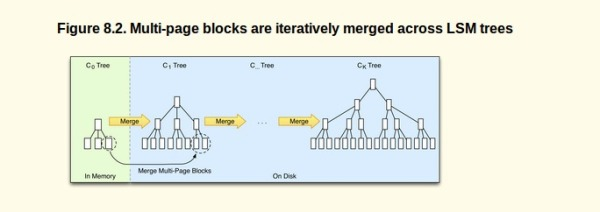 Figure 8.2. Multi-page blocks are iteratively merged across LSM trees
C0 Tree
C1 Tree
C_ Tree
CK Tree
Merge
Merge
...
Merge
Merge Multi-Page Blocks
In Memory
On Disk